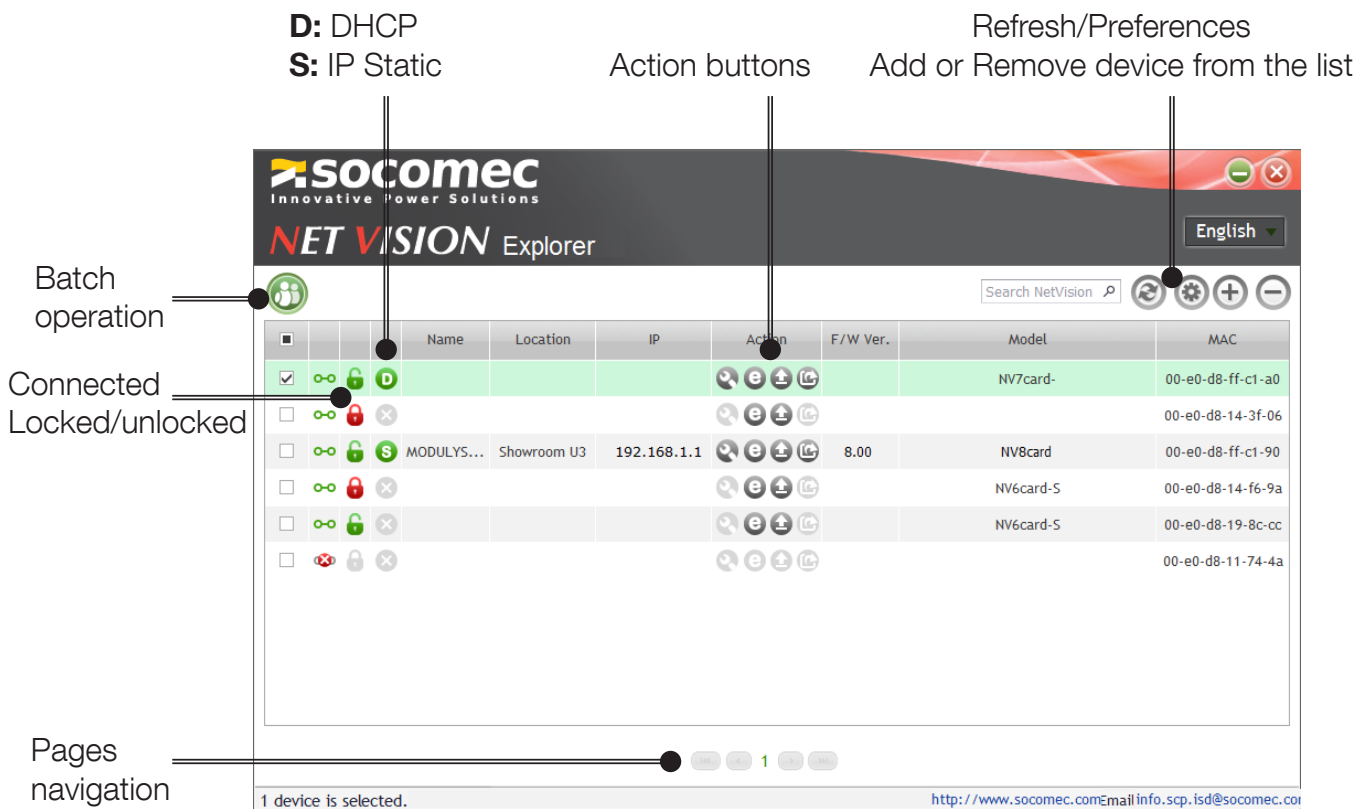 D: DHCP
S: IP Static
Action buttons
Refresh/Preferences
Add or Remove device from the list
socomec
Innovative Power Solutions
NET VISION Explorer
English
Batch
operation
Search NetVision
Name Location IP Action F/W Ver. Model MAC
Connected
Locked/unlocked
D NV7card- 00-e0-d8-ff-c1-a0
00-e0-d8-14-3f-06
S MODULYS... Showroom U3 192.168.1.1 8.00 NV8card 00-e0-d8-ff-c1-90
NV6card-S 00-e0-d8-14-f6-9a
NV6card-S 00-e0-d8-19-8c-cc
00-e0-d8-11-74-4a
Pages
navigation
1
1 device is selected. http://www.socomec.comEmail info.scp.isd@socomec.co